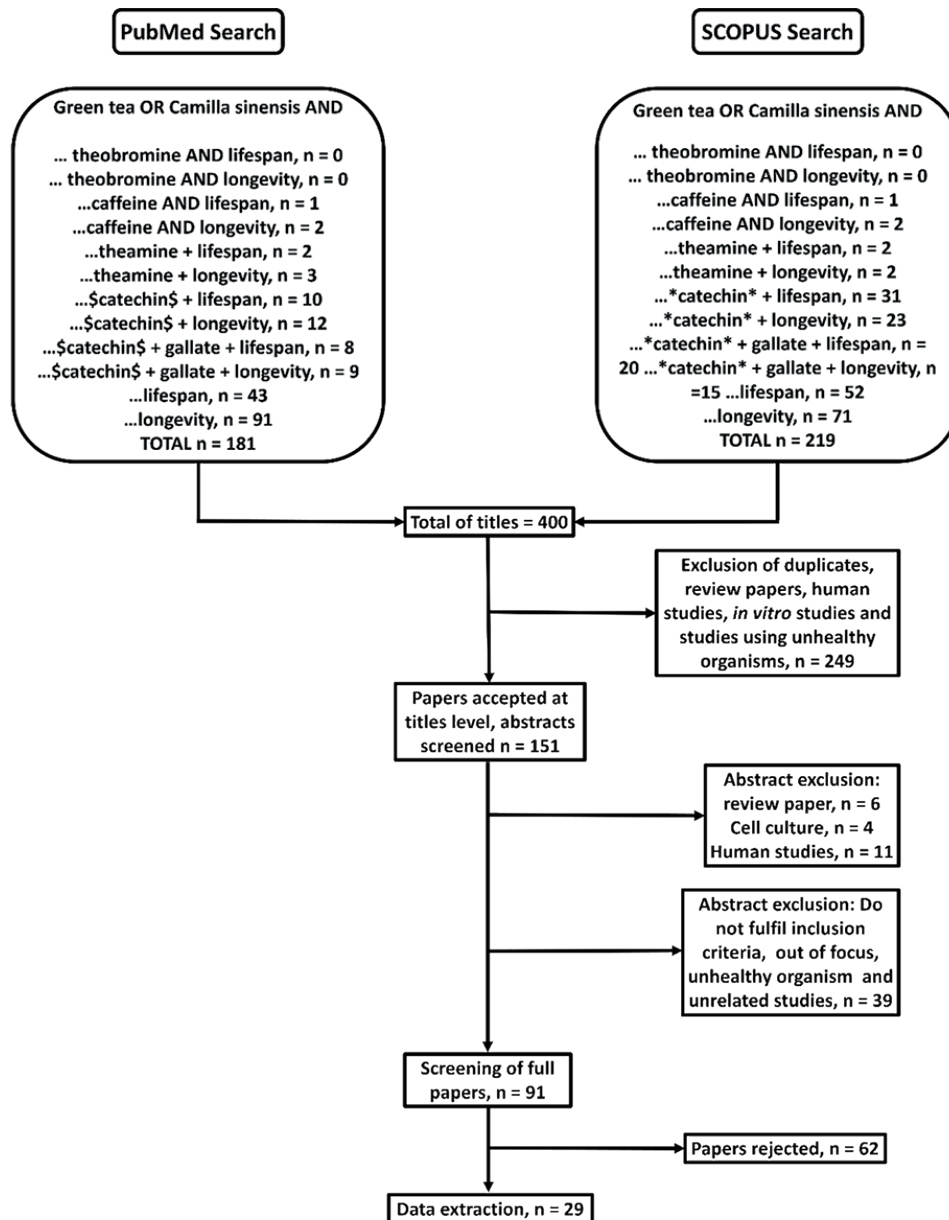 PubMed Search
Green tea OR Camilla sinensis AND
... theobromine AND lifespan, n = 0
... theobromine AND longevity, n = 0
...caffeine AND lifespan, n = 1
...caffeine AND longevity, n = 2
...theamine + lifespan, n = 2
...theamine + longevity, n = 3
...$catechin$ + lifespan, n = 10
...$catechin$ + longevity, n = 12
...$catechin$ + gallate + lifespan, n = 8
...$catechin$ + gallate + longevity, n = 9
...lifespan, n = 43
...longevity, n = 91
TOTAL n = 181
SCOPUS Search
Green tea OR Camilla sinensis AND
... theobromine AND lifespan, n = 0
... theobromine AND longevity, n = 0
...caffeine AND lifespan, n = 1
...caffeine AND longevity, n = 2
...theamine + lifespan, n = 2
...theamine + longevity, n = 2
...*catechin* + lifespan, n = 31
...*catechin* + longevity, n = 23
...*catechin* + gallate + lifespan, n =
20 ...*catechin* + gallate + longevity, n
=15 ...lifespan, n = 52
...longevity, n = 71
TOTAL n = 219
Total of titles = 400
Exclusion of duplicates,
review papers, human
studies, in vitro studies and
studies using unhealthy
organisms, n = 249
Papers accepted at
titles level, abstracts
screened n = 151
Abstract exclusion:
review paper, n = 6
Cell culture, n = 4
Human studies, n = 11
Abstract exclusion: Do
not fulfil inclusion
criteria, out of focus,
unhealthy organism and
unrelated studies, n = 39
Screening of full
papers, n = 91
Papers rejected, n = 62
Data extraction, n = 29